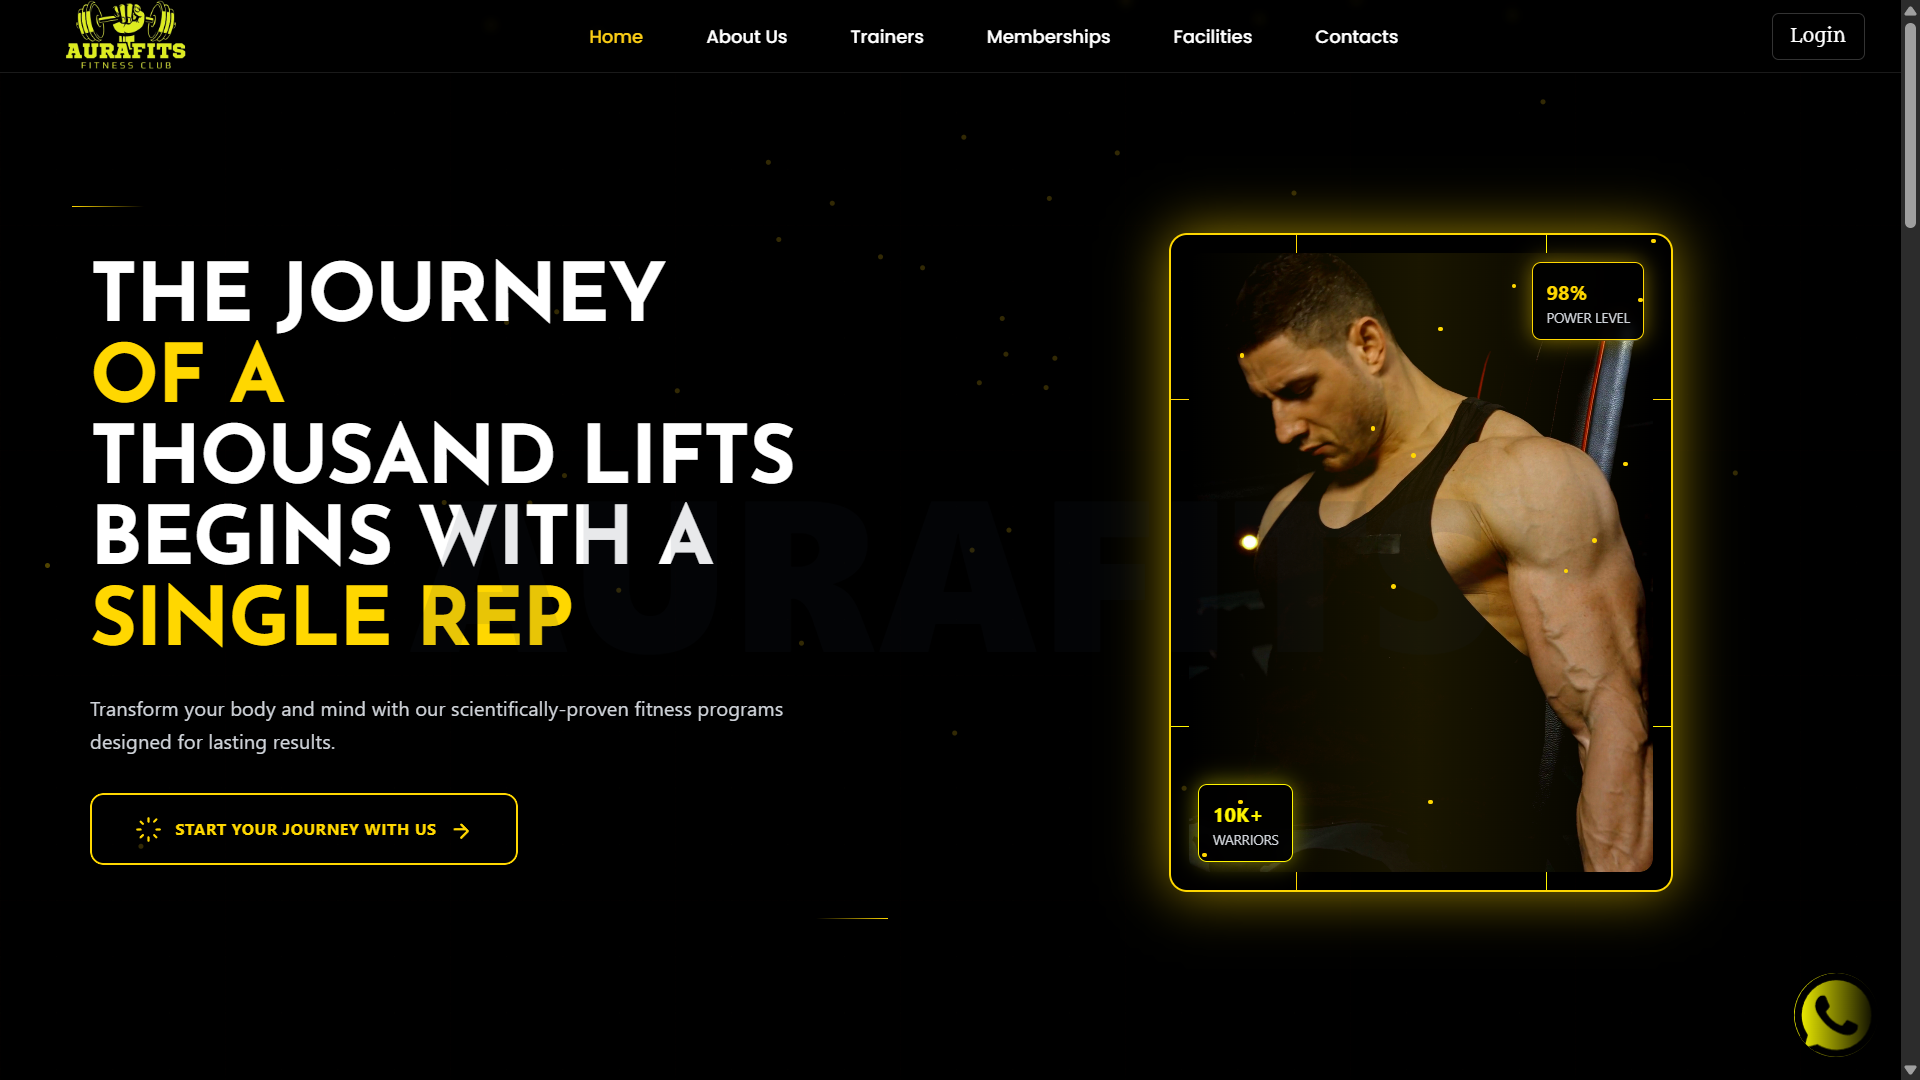 AURAFITS
FITNESS CLUB
Home
About Us
Trainers
Memberships
Facilities
Contacts
Login
THE JOURNEY
OF A
THOUSAND LIFTS
BEGINS WITH A
SINGLE REP
AURAFITS
Transform your body and mind with our scientifically-proven fitness programs
designed for lasting results.
START YOUR JOURNEY WITH US
98%
POWER LEVEL
10K+
WARRIORS